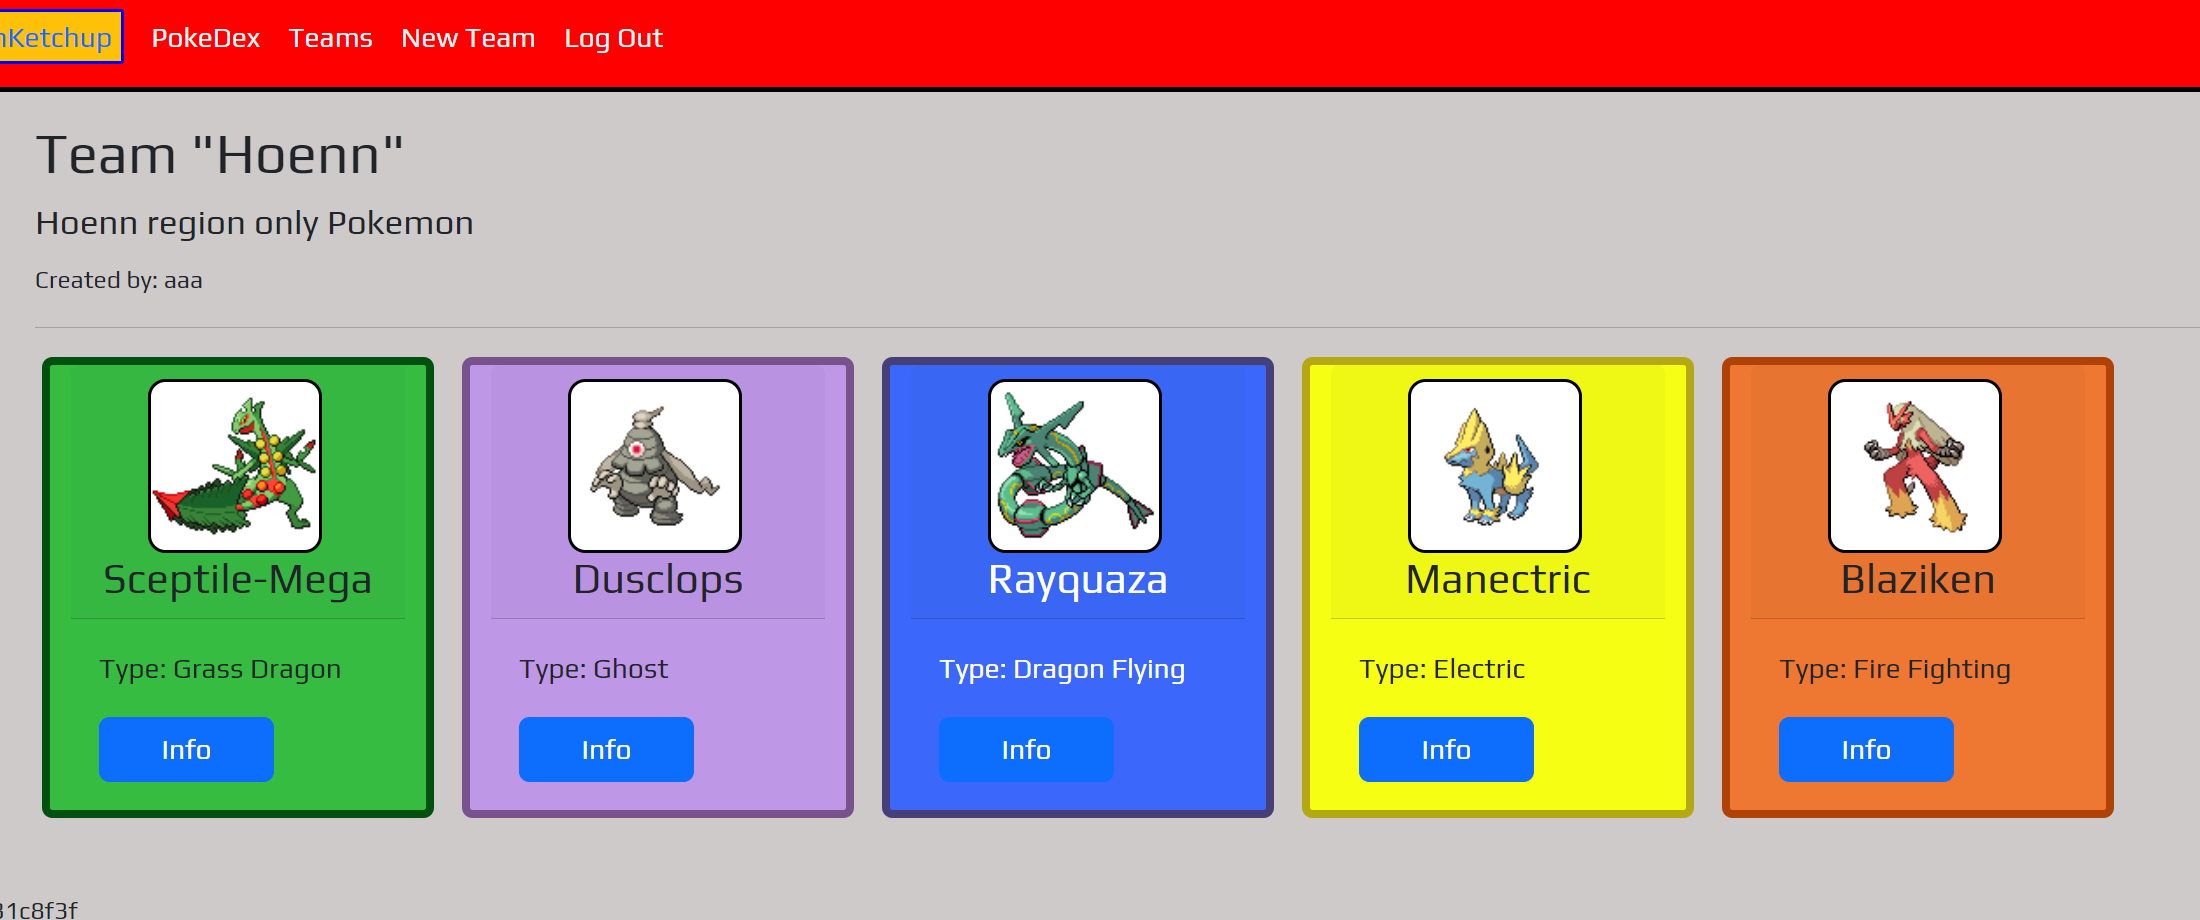 nKetchup PokeDex Teams New Team Log Out
Team "Hoenn"
Hoenn region only Pokemon
Created by: aaa
Sceptile-Mega
Type: Grass Dragon
Info
Dusclops
Type: Ghost
Info
Rayquaza
Type: Dragon Flying
Info
Manectric
Type: Electric
Info
Blaziken
Type: Fire Fighting
Info
31c8f3f